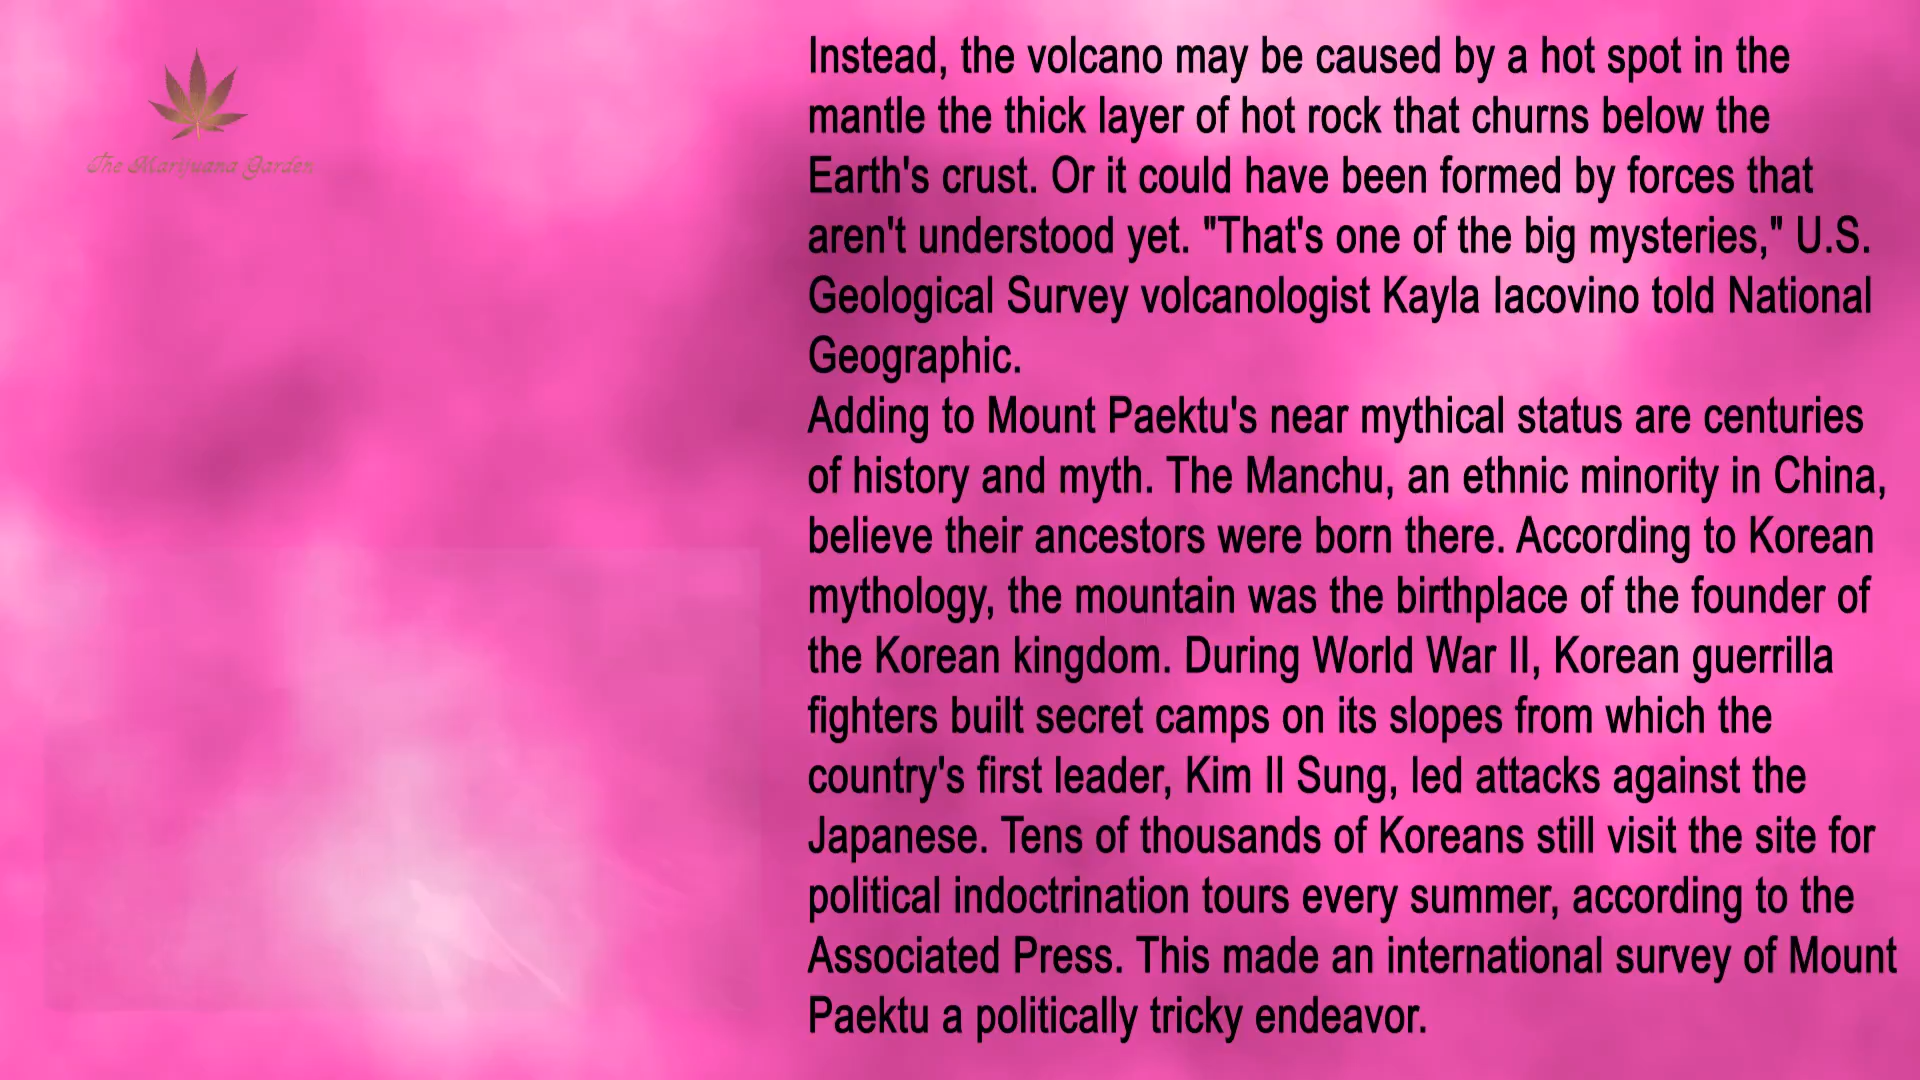 The Marijuana Garden
Instead, the volcano may be caused by a hot spot in the
mantle the thick layer of hot rock that churns below the
Earth's crust. Or it could have been formed by forces that
aren't understood yet. "That's one of the big mysteries," U.S.
Geological Survey volcanologist Kayla Iacovino told National
Geographic.
Adding to Mount Paektu's near mythical status are centuries
of history and myth. The Manchu, an ethnic minority in China,
believe their ancestors were born there. According to Korean
mythology, the mountain was the birthplace of the founder of
the Korean kingdom. During World War II, Korean guerrilla
fighters built secret camps on its slopes from which the
country's first leader, Kim Il Sung, led attacks against the
Japanese. Tens of thousands of Koreans still visit the site for
political indoctrination tours every summer, according to the
Associated Press. This made an international survey of Mount
Paektu a politically tricky endeavor.